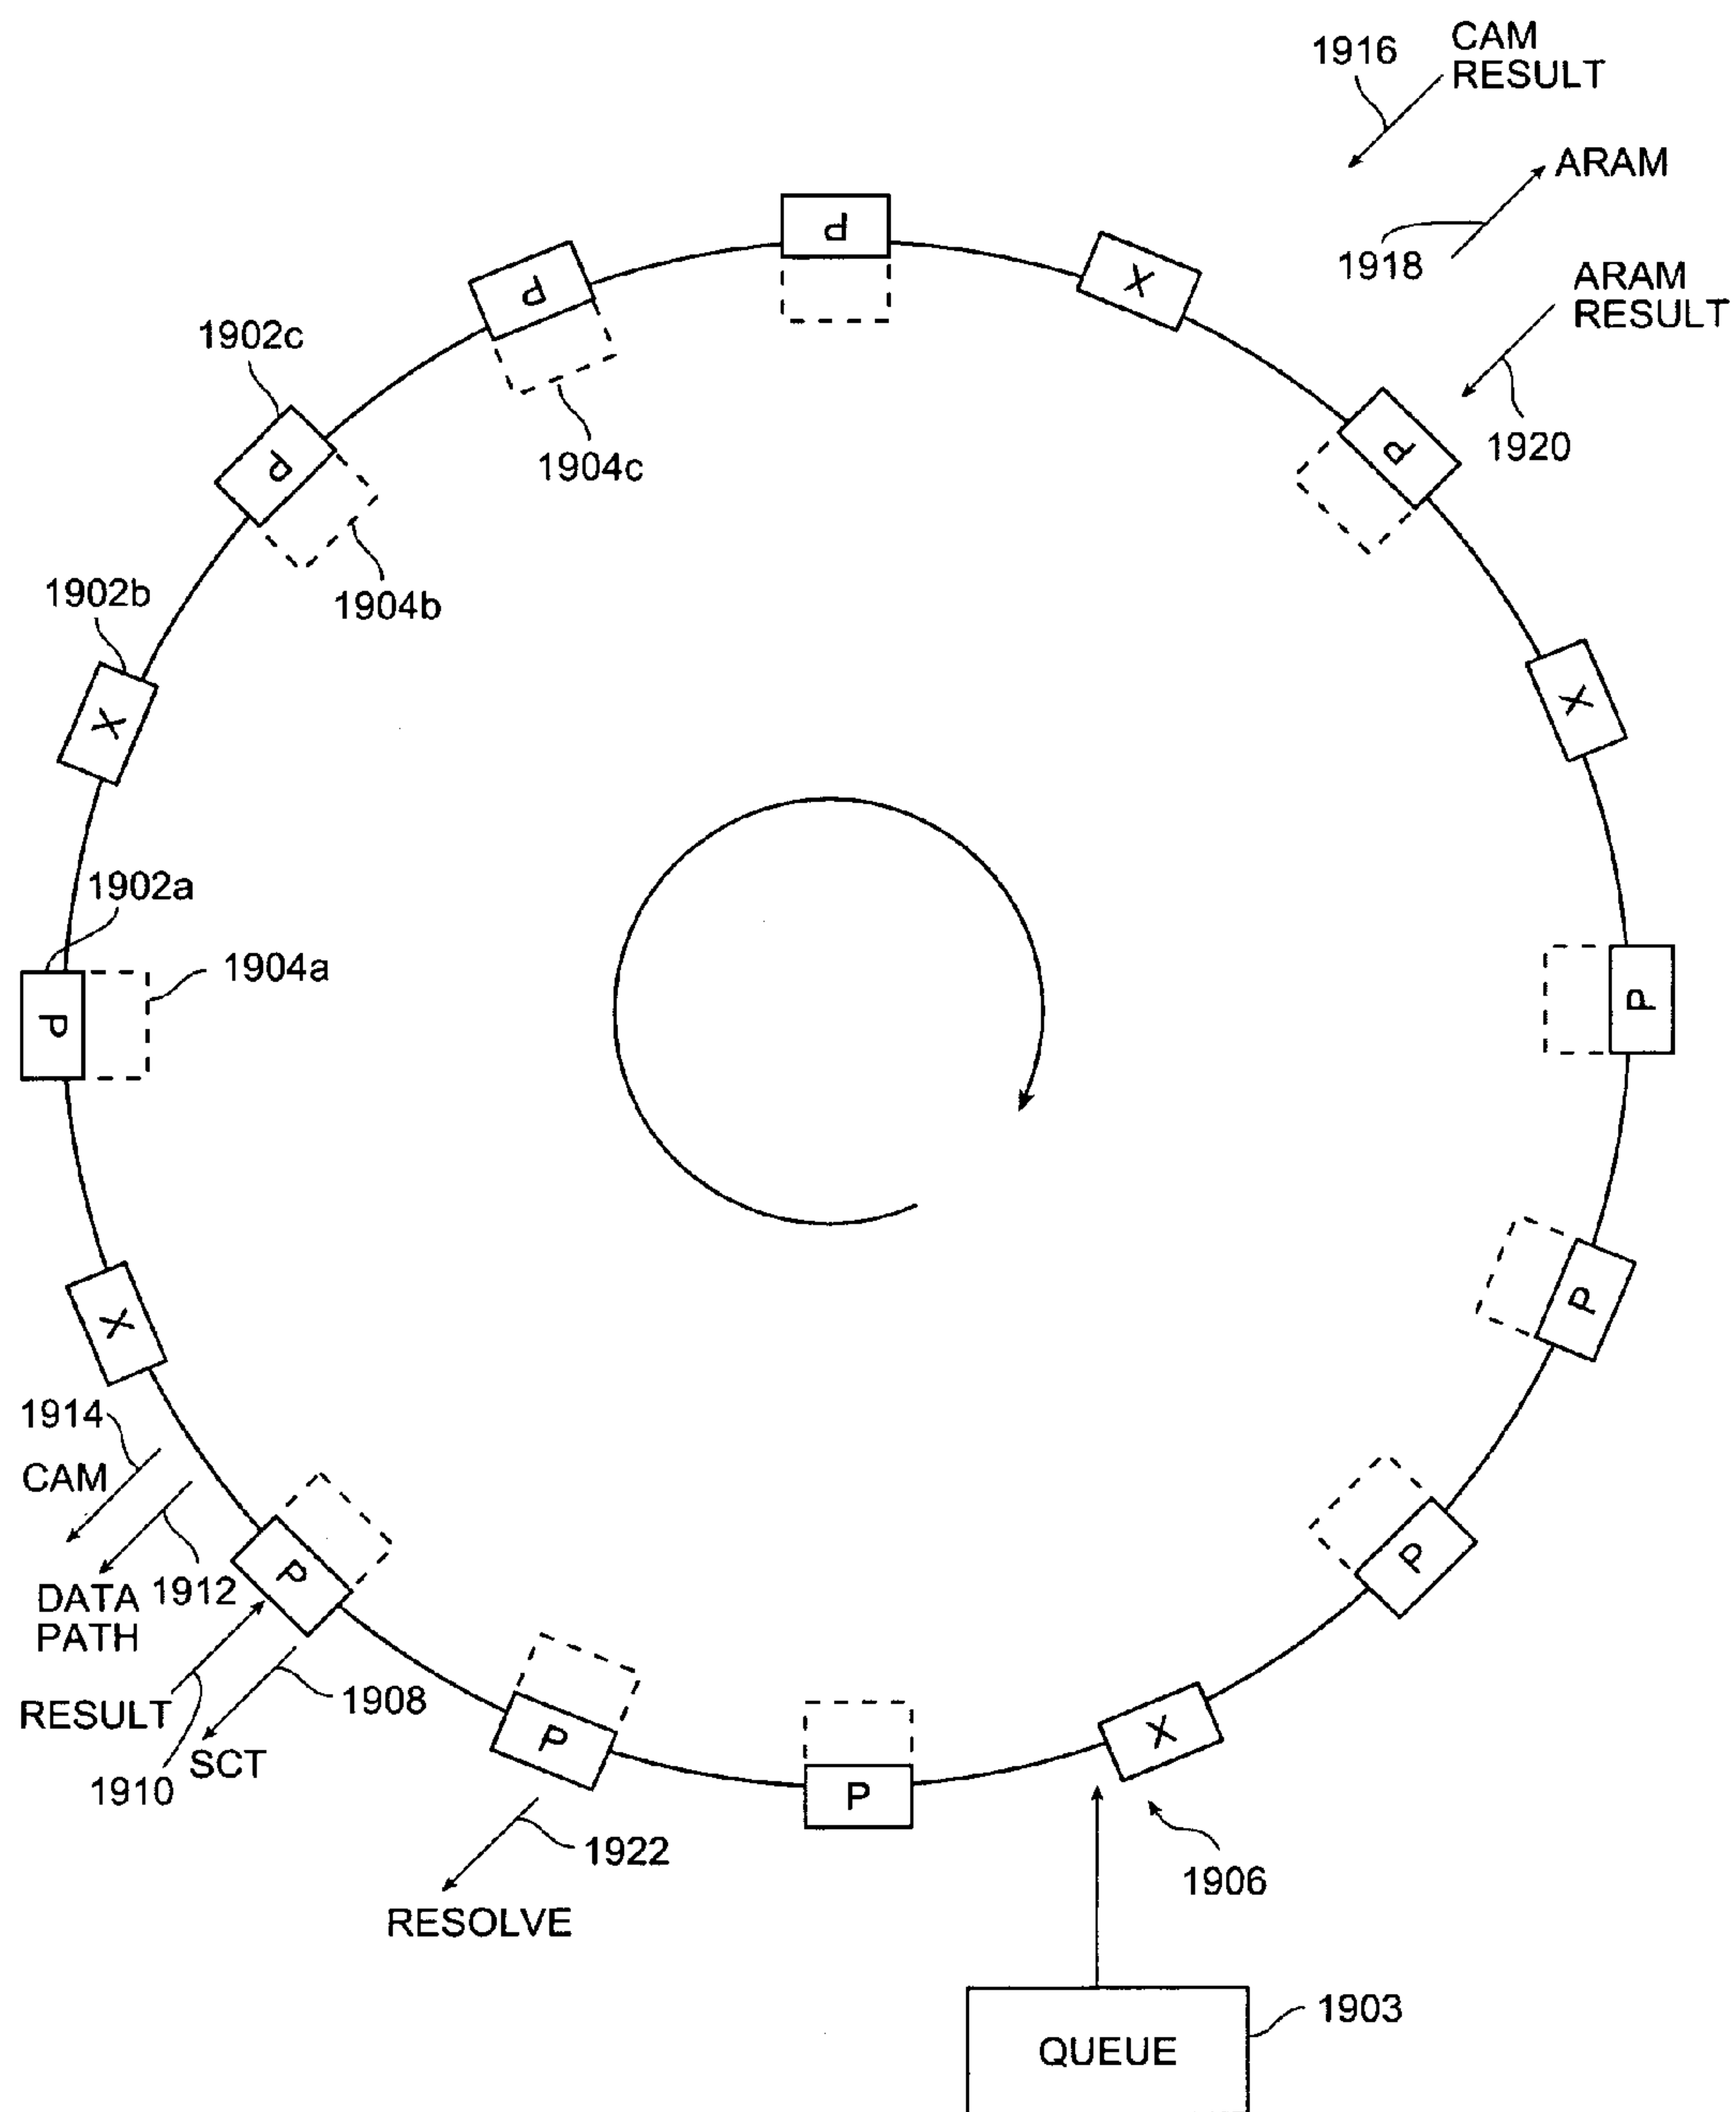 CAM
RESULT
1916
ARAM
1918
ARAM
RESULT
1920
P
X
P
1902c
1904c
P
P
1904b
1902b
X
X
1902a
1904a
P
P
X
P
1914
CAM
1912
DATA
PATH
P
P
RESULT
1908
SCT
1910
P
X
P
1922
1906
RESOLVE
1903
QUEUE